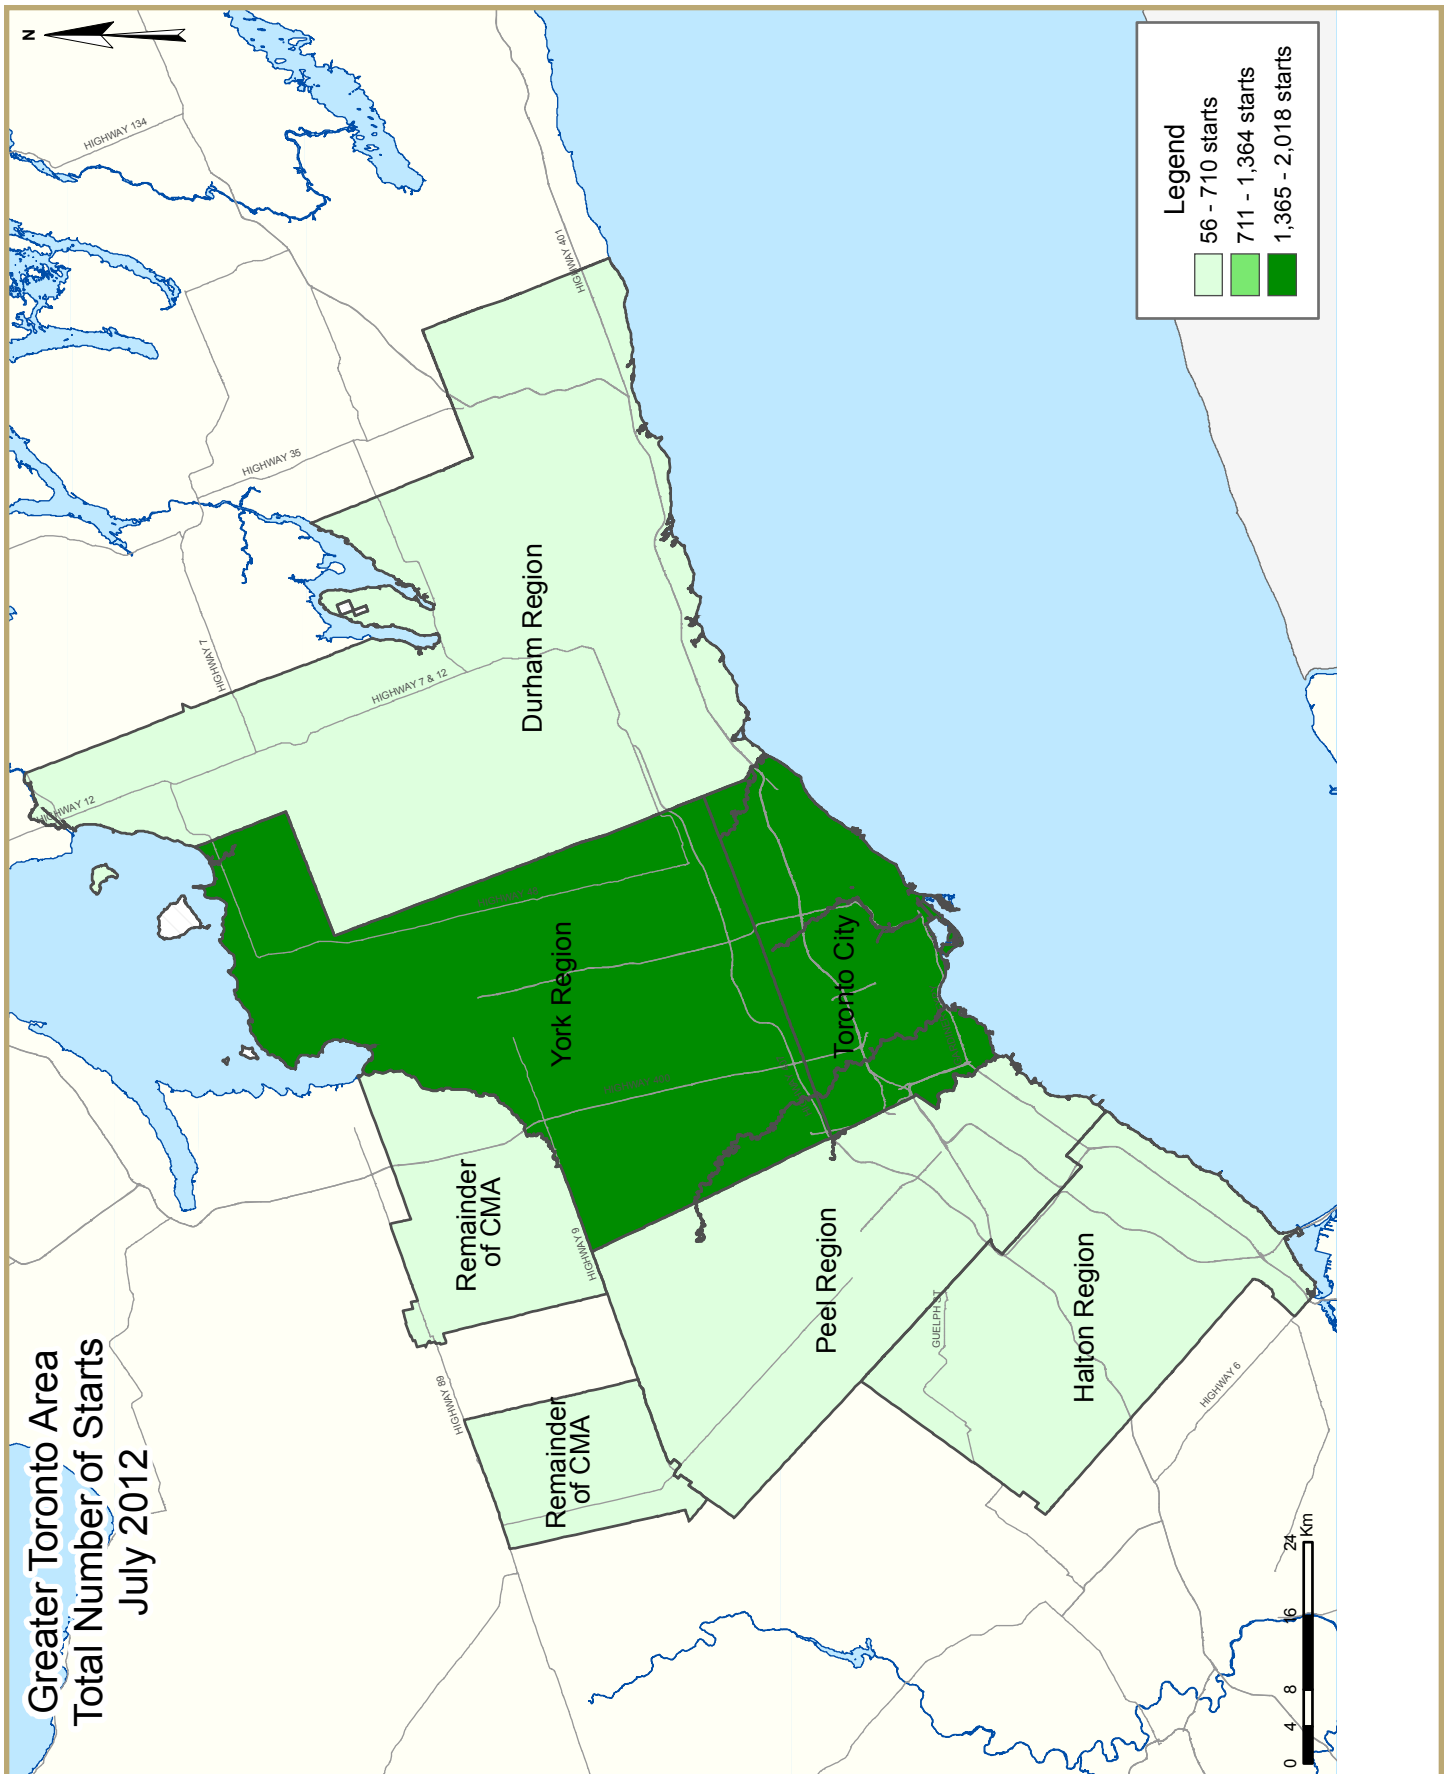 Greater Toronto Area
Total Number of Starts
July 2012
N
HIGHWAY 134
HIGHWAY 401
HIGHWAY 35
HIGHWAY 7
HIGHWAY 7 & 12
HIGHWAY 12
Durham Region
York Region
Toronto City
Remainder
of CMA
HIGHWAY 9
HIGHWAY 89
Remainder
of CMA
Peel Region
GUELPH ST
Halton Region
HIGHWAY 6
Legend
56 - 710 starts
711 - 1,364 starts
1,365 - 2,018 starts
0 4 8 16 24
Km